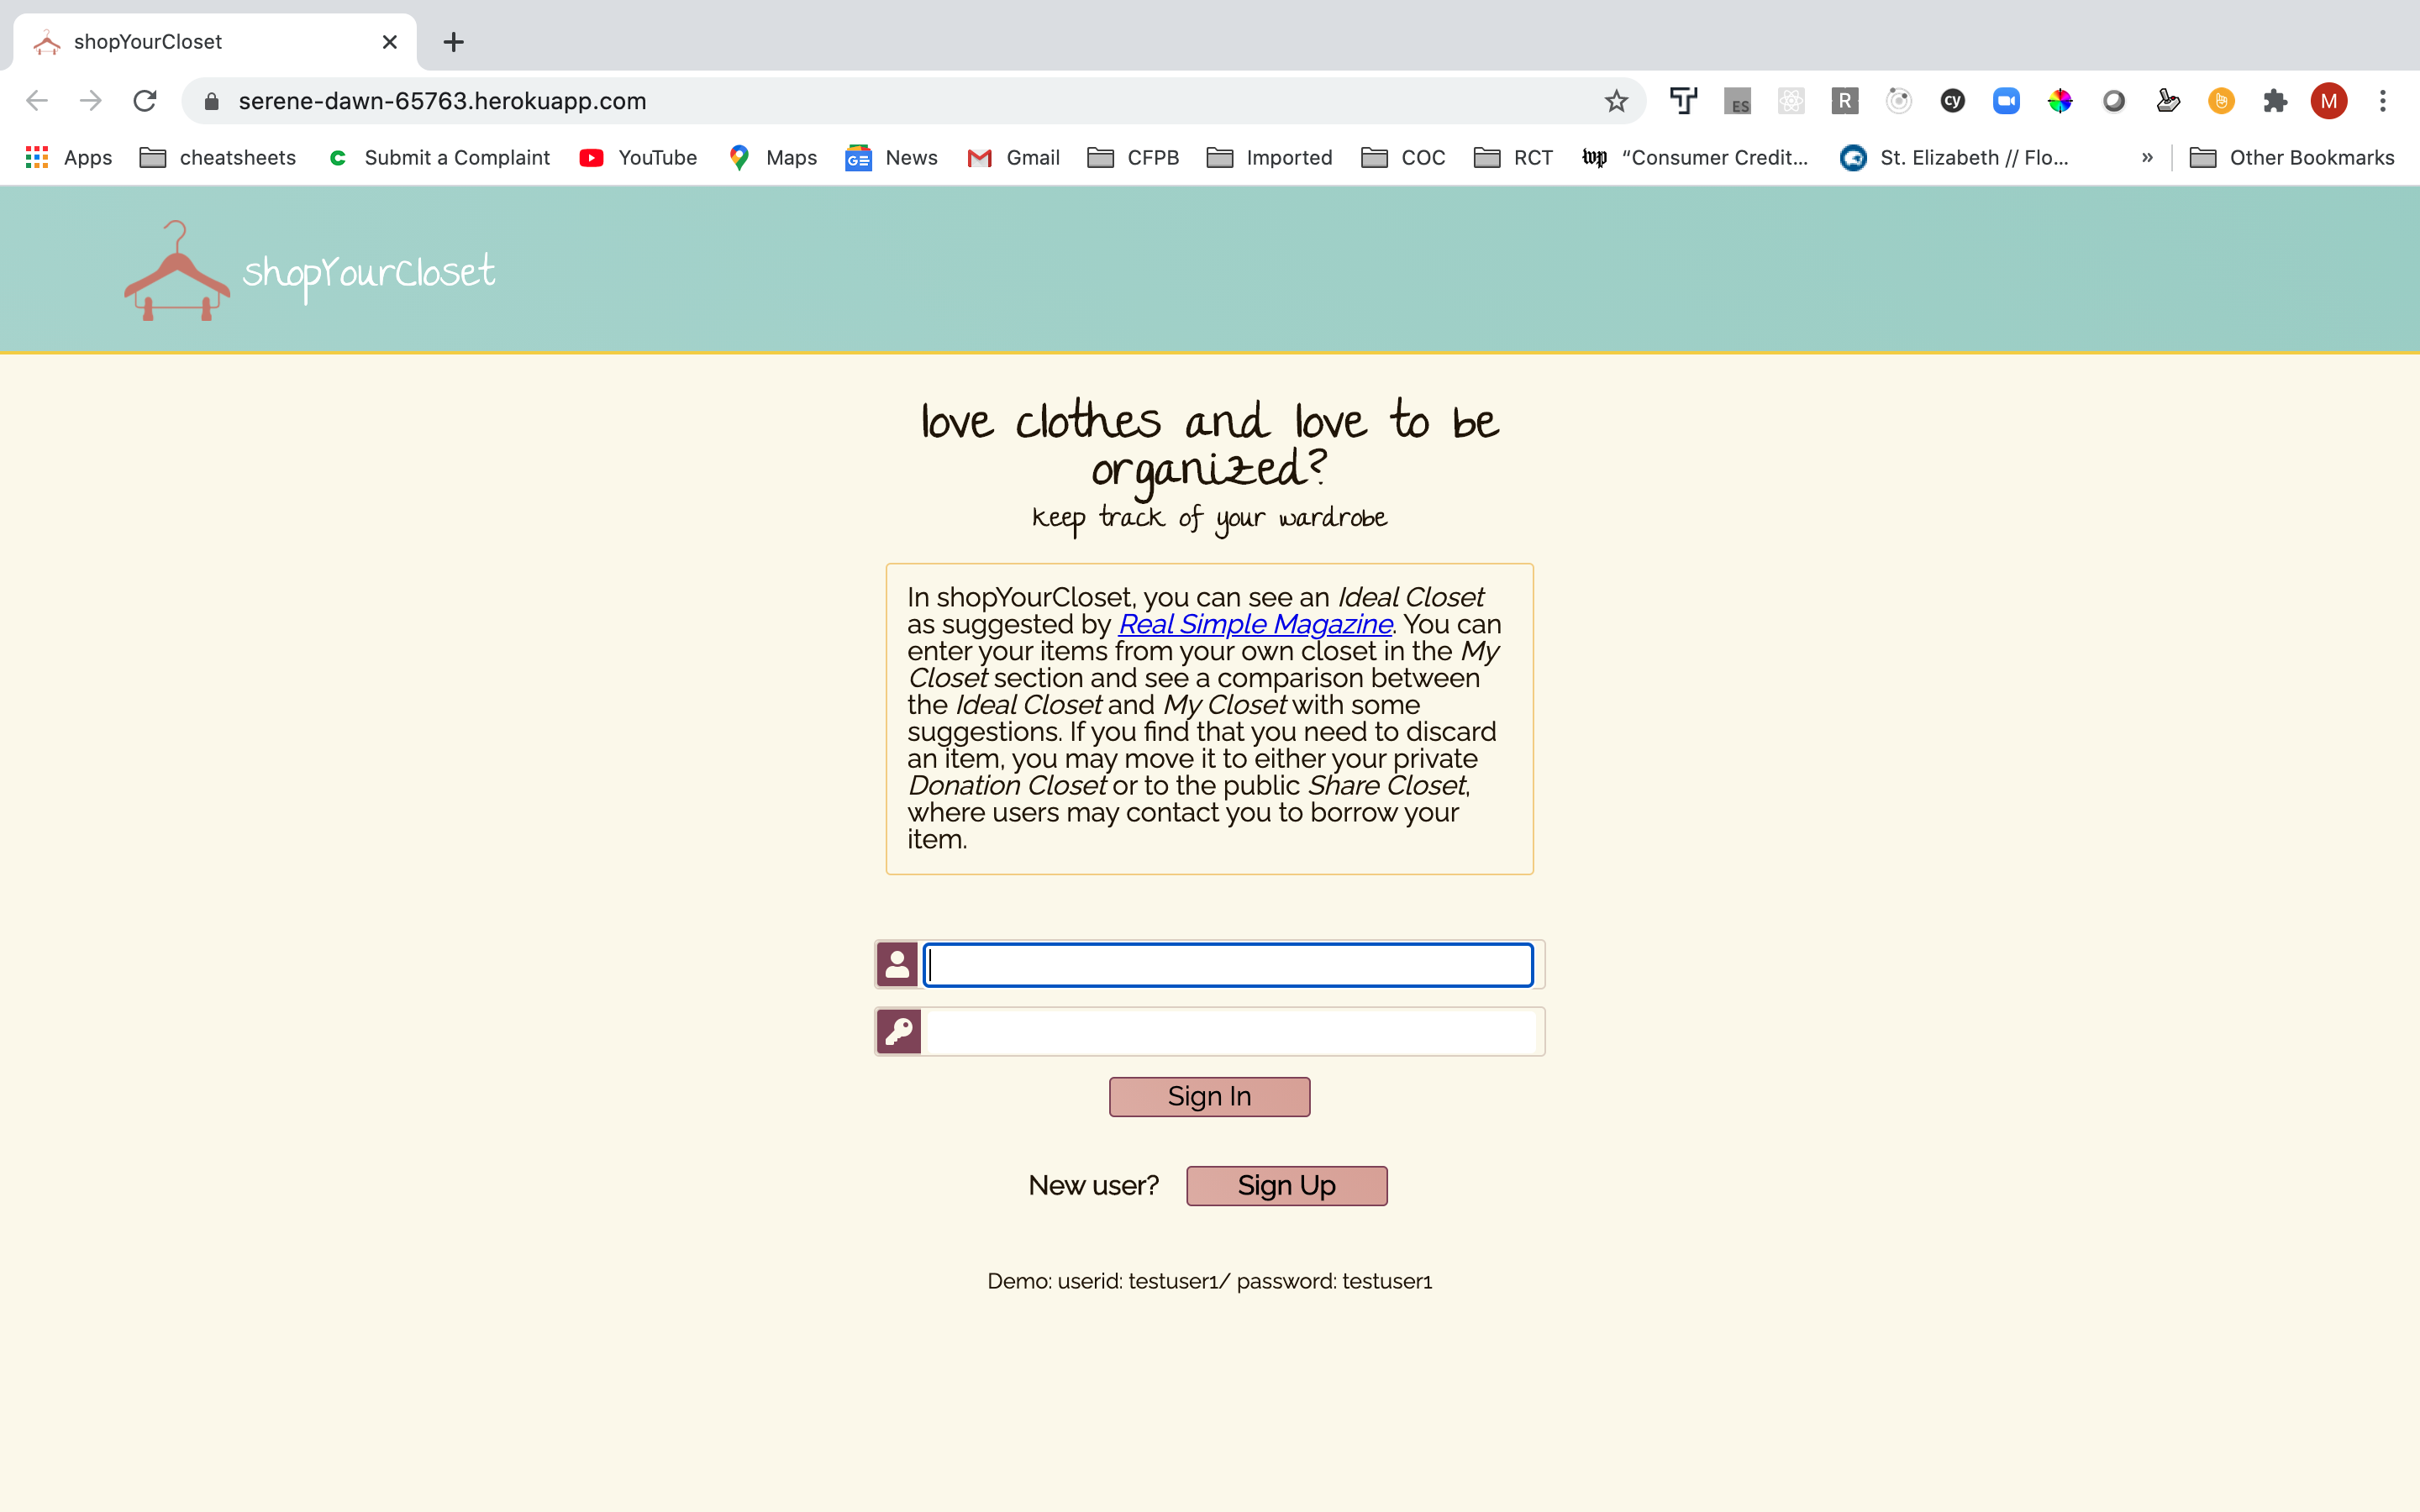 shopYourCloset
serene-dawn-65763.herokuapp.com
ES
R
cy
M
Apps
cheatsheets
Submit a Complaint
YouTube
Maps
GE
News
Gmail
CFPB
Imported
COC
RCT
wp
“Consumer Credit...
St. Elizabeth // Flo...
»
Other Bookmarks
shopYourCloset
love clothes and love to be
organized?
keep track of your wardrobe
In shopYourCloset, you can see an Ideal Closet
as suggested by Real Simple Magazine. You can
enter your items from your own closet in the My
Closet section and see a comparison between
the Ideal Closet and My Closet with some
suggestions. If you find that you need to discard
an item, you may move it to either your private
Donation Closet or to the public Share Closet,
where users may contact you to borrow your
item.
Sign In
New user?
Sign Up
Demo: userid: testuser1/ password: testuser1